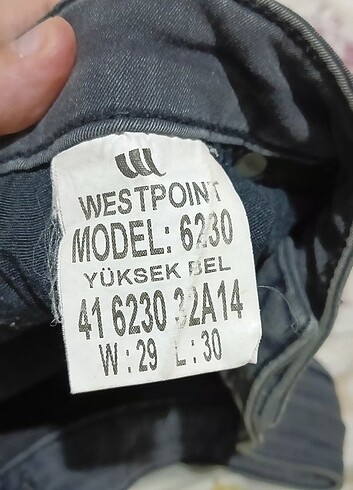 WESTPOINT
MODEL: 6230
YÜKSEK BEL
41 6230 32A14
W : 29 L : 30